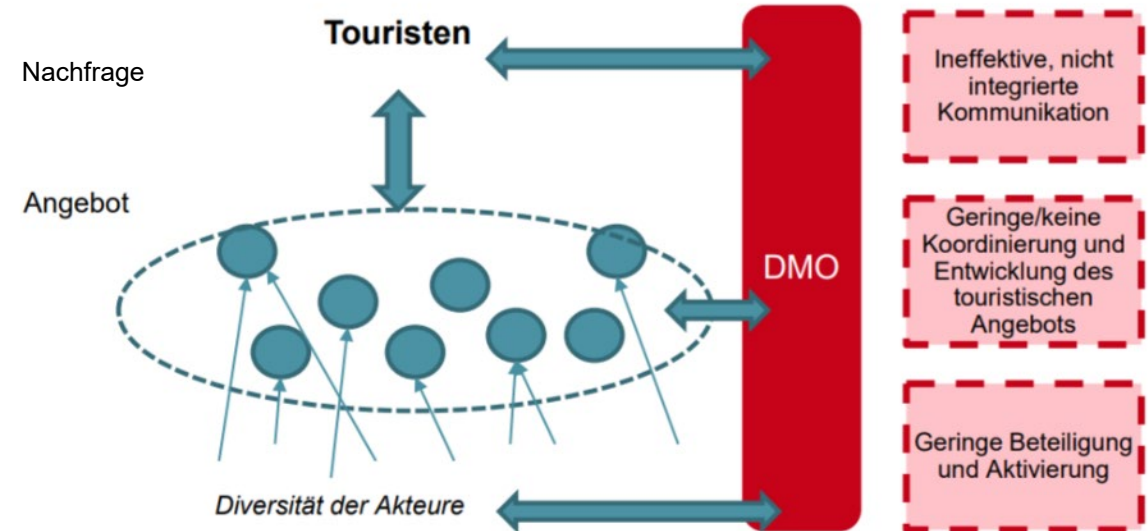 Touristen
Nachfrage
Angebot
Diversität der Akteure
DMO
Ineffektive, nicht
integrierte
Kommunikation
Geringe/keine
Koordinierung und
Entwicklung des
touristischen
Angebots
Geringe Beteiligung
und Aktivierung